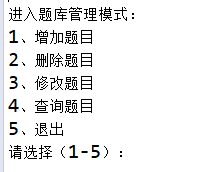 进入题库管理模式：
1、增加题目
2、删除题目
3、修改题目
4、查询题目
5、退出
请选择（1-5）：